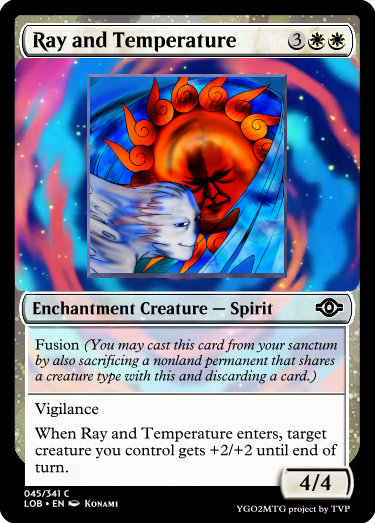 Ray and Temperature 3
Enchantment Creature — Spirit
Fusion (You may cast this card from your sanctum
by also sacrificing a nonland permanent that shares
a creature type with this and discarding a card.)
Vigilance
When Ray and Temperature enters, target
creature you control gets +2/+2 until end of
turn.
4/4
045/341 C
LOB • EN Konami
YGO2MTG project by TVP